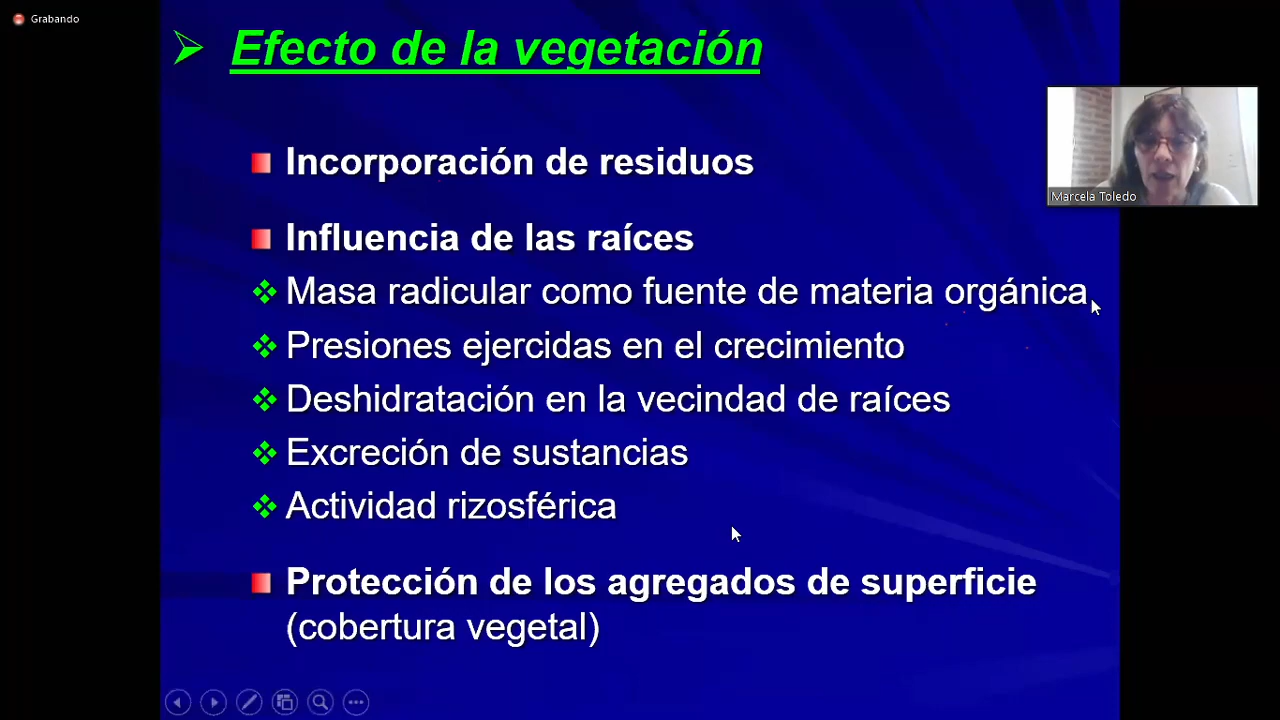 Grabando
Efecto de la vegetación
Incorporación de residuos
Marcela Toledo
Influencia de las raíces
Masa radicular como fuente de materia orgánica
Presiones ejercidas en el crecimiento
Deshidratación en la vecindad de raíces
Excreción de sustancias
Actividad rizosférica
Protección de los agregados de superficie
(cobertura vegetal)